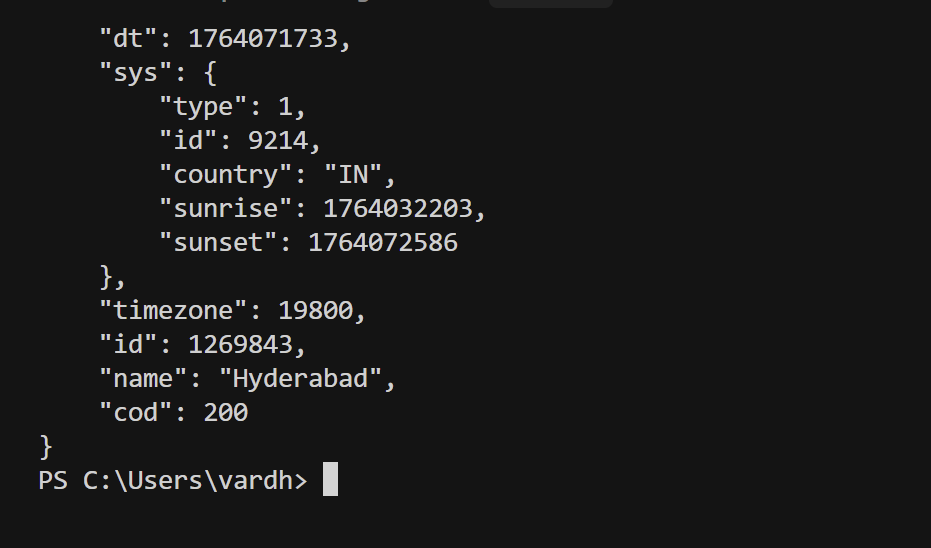 "dt": 1764071733,
"sys": {
"type": 1,
"id": 9214,
"country": "IN",
"sunrise": 1764032203,
"sunset": 1764072586
},
"timezone": 19800,
"id": 1269843,
"name": "Hyderabad",
"cod": 200
}
PS C:\Users\vardh>